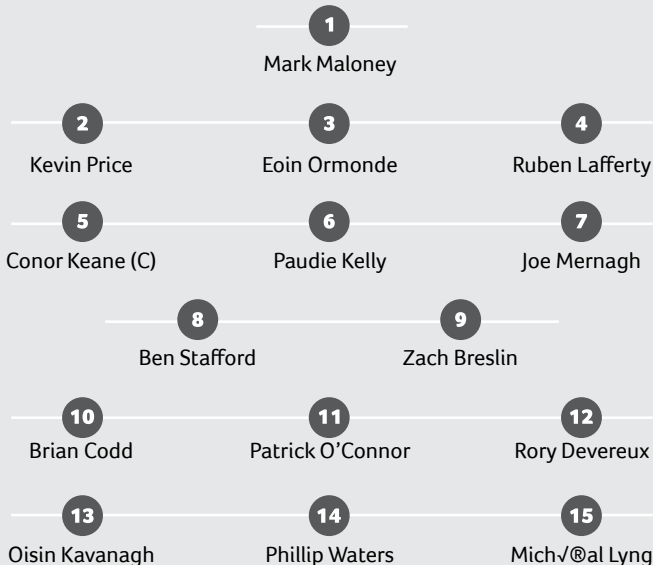 1
Mark Maloney
2 3 4
Kevin Price Eoin Ormonde Ruben Lafferty
5 6 7
Conor Keane (C) Paudie Kelly Joe Mernagh
8 9
Ben Stafford Zach Breslin
10 11 12
Brian Codd Patrick O’Connor Rory Devereux
13 14 15
Oisin Kavanagh Phillip Waters Mich√®al Lyng